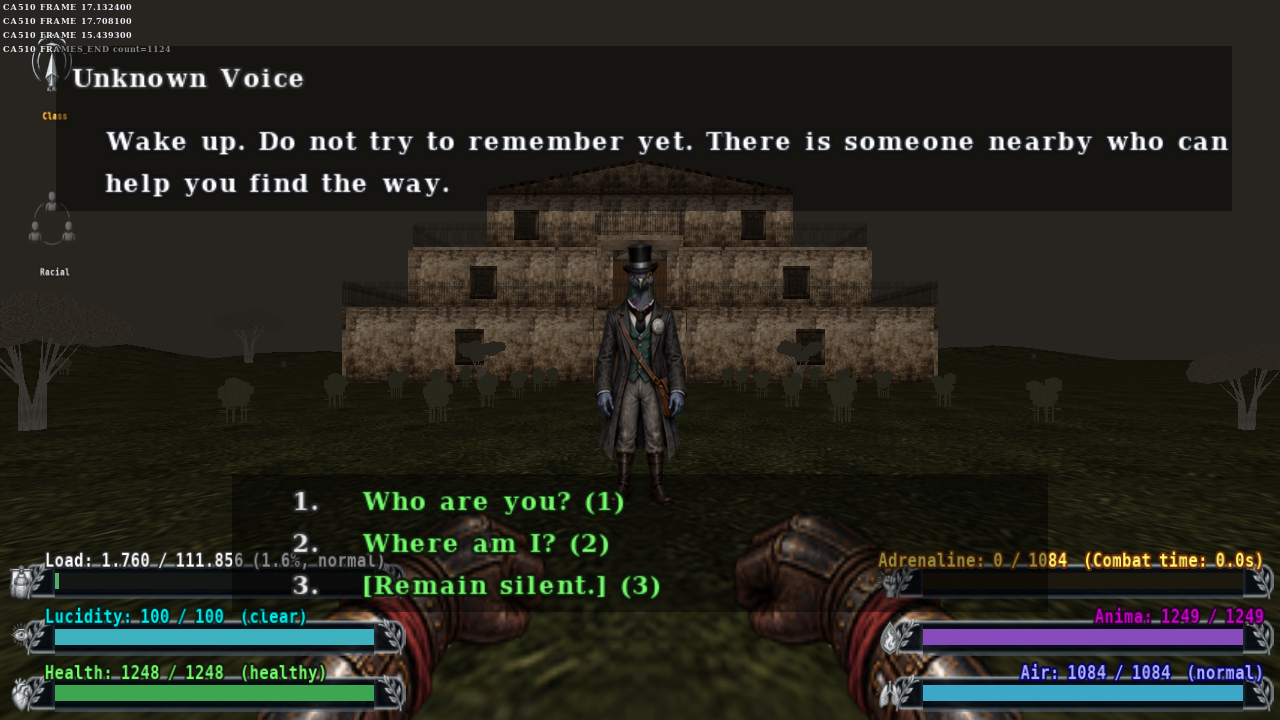 CA510 FRAME 17.132400
CA510 FRAME 17.708100
CA510 FRAME 15.439300
CA510 FRAMES_END count=1124
Unknown Voice
Class
Wake up. Do not try to remember yet. There is someone nearby who can
help you find the way.
Racial
1. Who are you? (1)
2. Where am I? (2)
3. [Remain silent.] (3)
Load: 1.760 / 111.856 (1.6%, normal)
Adrenaline: 0 / 1084 (Combat time: 0.0s)
Lucidity: 100 / 100 (clear)
Anima: 1249 / 1249
Health: 1248 / 1248 (healthy)
Air: 1084 / 1084 (normal)